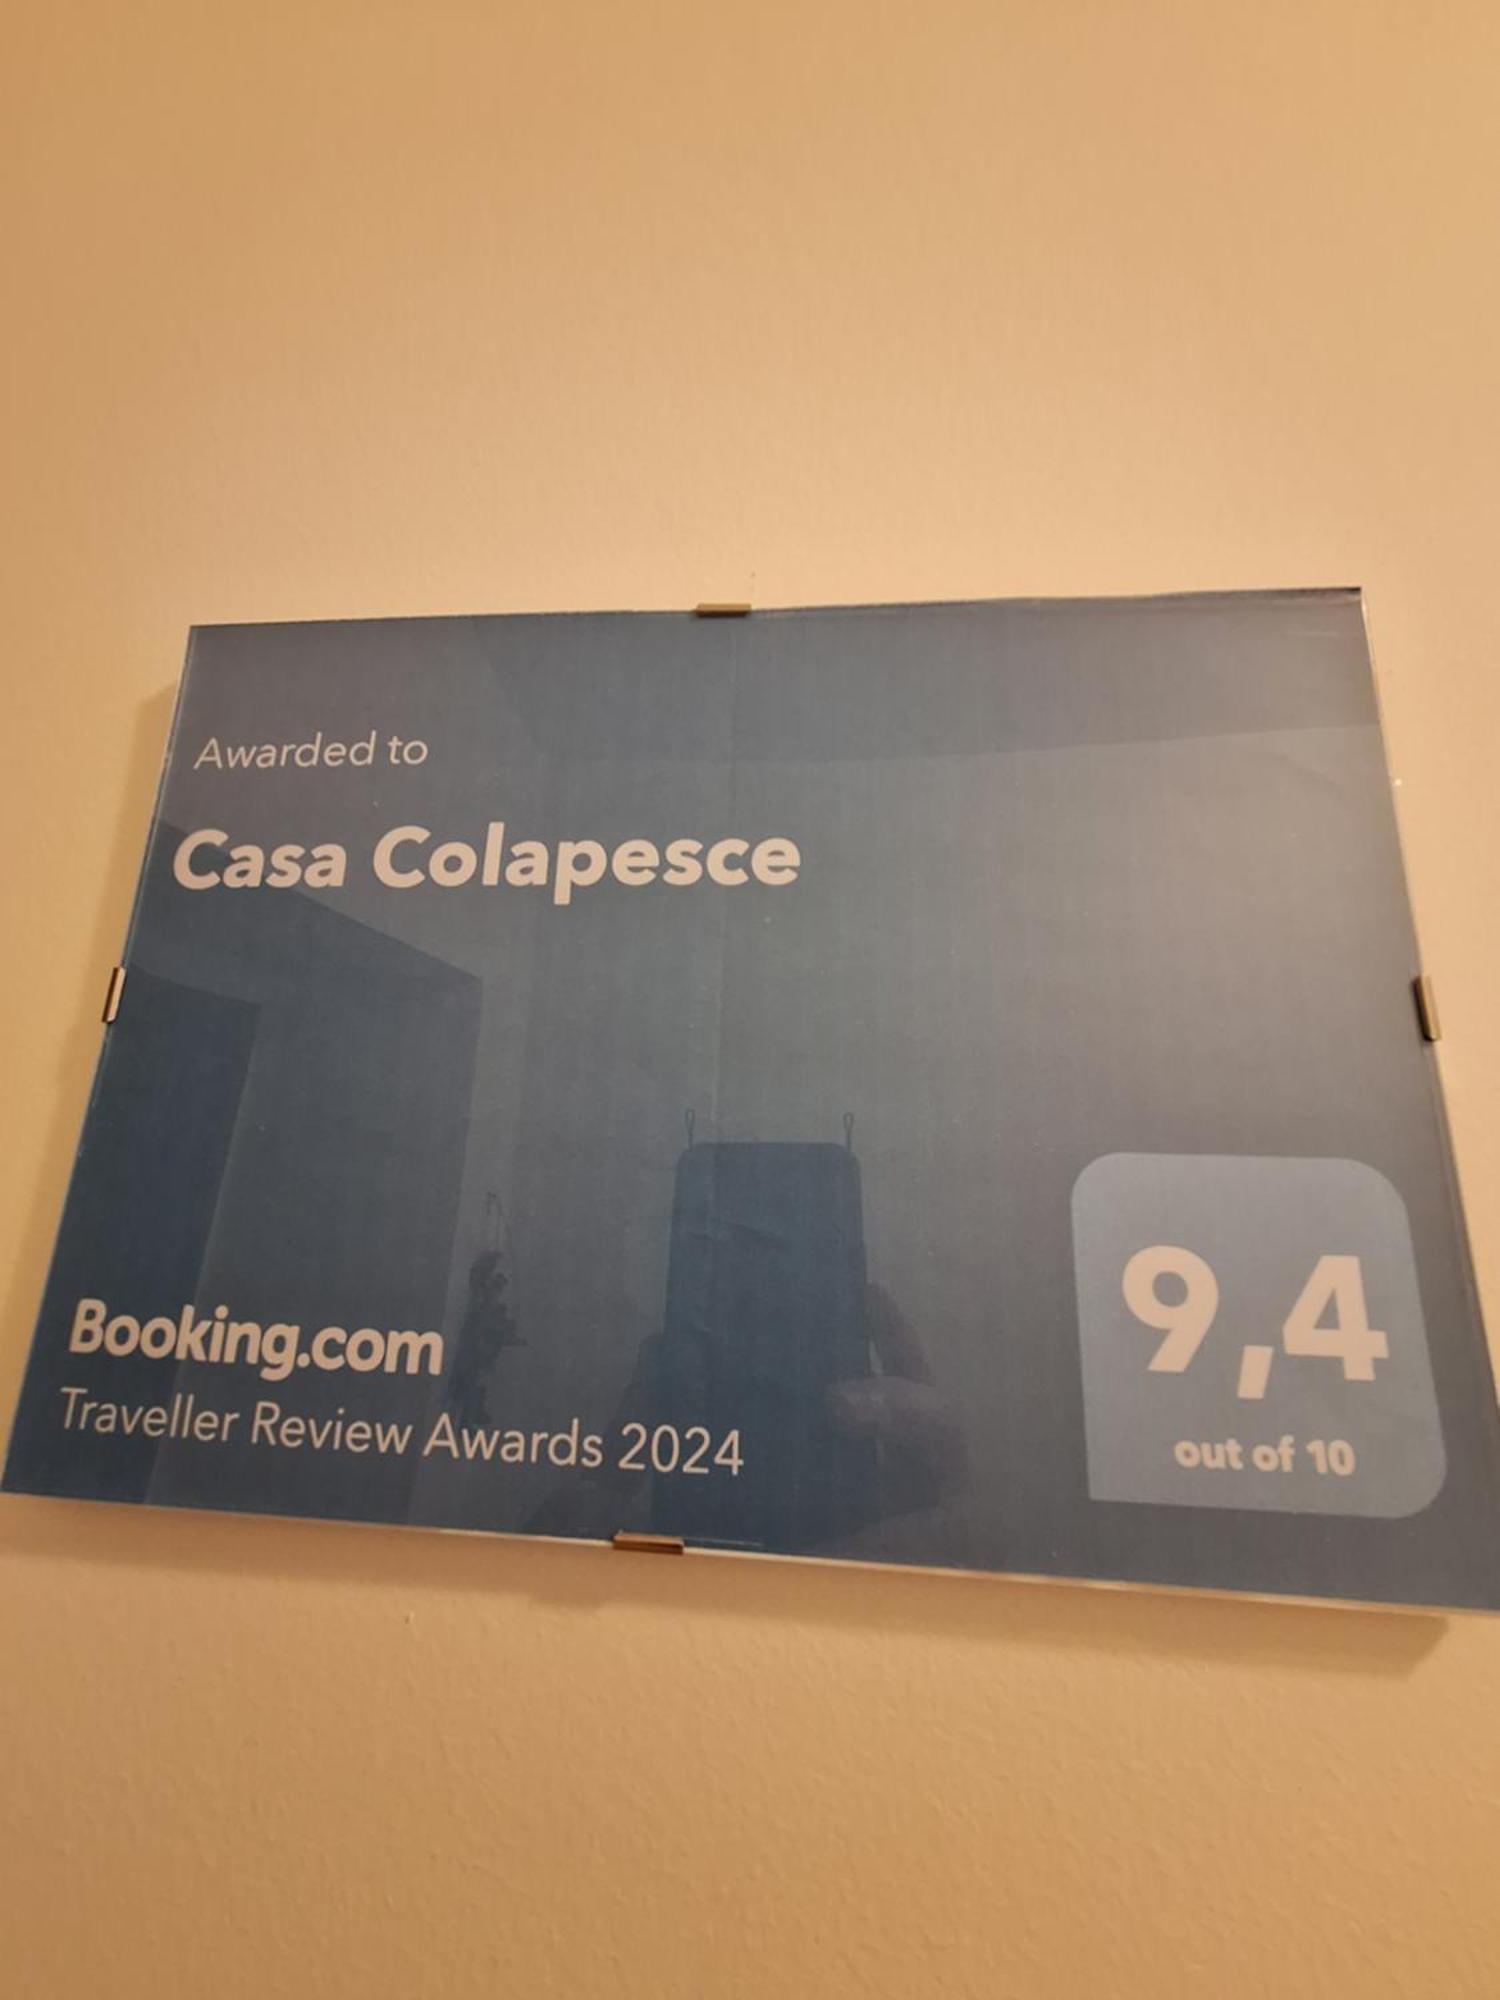 Awarded to
Casa Colapesce
Booking.com
Traveller Review Awards 2024
9,4
out of 10